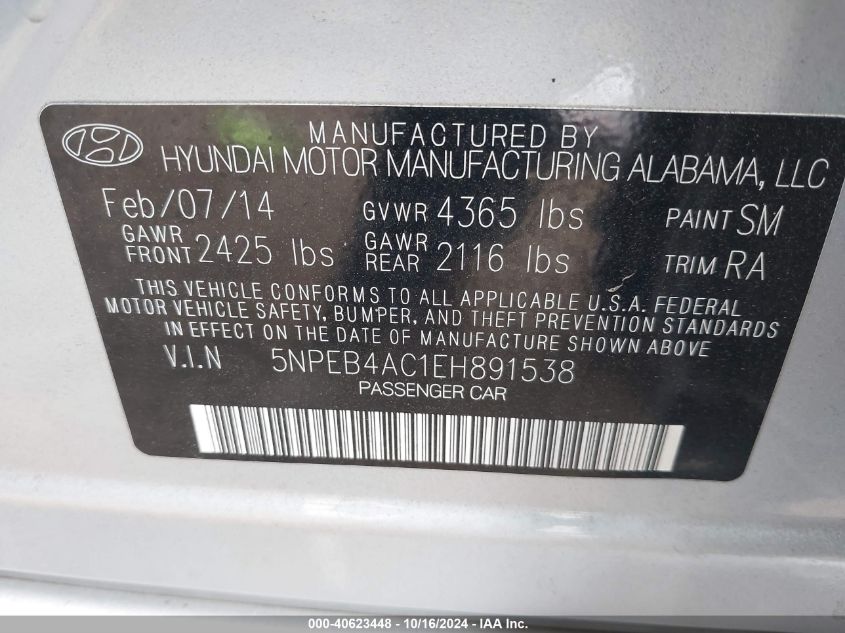 MANUFACTURED BY
HYUNDAI MOTOR MANUFACTURING ALABAMA, LLC
Feb/07/14 GVWR 4365 lbs PAINT SM
GAWR FRONT 2425 lbs GAWR REAR 2116 lbs TRIM RA
THIS VEHICLE CONFORMS TO ALL APPLICABLE U.S.A. FEDERAL
MOTOR VEHICLE SAFETY, BUMPER, AND THEFT PREVENTION STANDARDS
IN EFFECT ON THE DATE OF MANUFACTURE SHOWN ABOVE
V.I.N 5NPEB4AC1EH891538
PASSENGER CAR
000-40623448 - 10/16/2024 - IAA Inc.